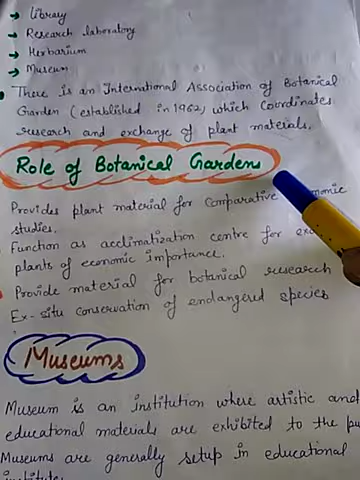 → Library
→ Research laboratory
→ Herbarium
→ Museum
• There is an International Association of Botanical
Garden (established in 1962) which coordinates
research and exchange of plant materials.
Role of Botanical Gardens
Provides plant material for comparative
studies.
Function as acclimatization centre for
plants of economic importance.
Provide material for botanical research
Ex-situ conservation of endangered species
Museums
Museum is an institution where artistic and
educational materials are exhibited to the
Museums are generally setup in educational